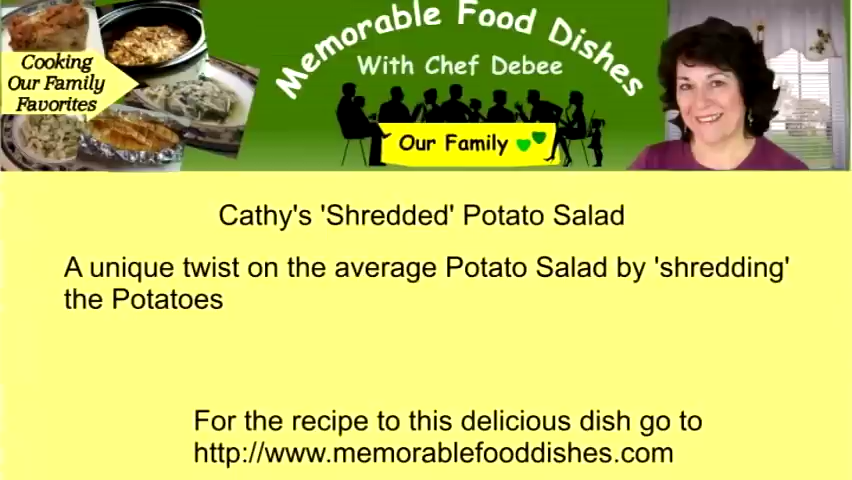 Memorable Food Dishes
With Chef Debee
Cooking
Our Family
Favorites
Our Family
Cathy's 'Shredded' Potato Salad
A unique twist on the average Potato Salad by 'shredding'
the Potatoes
For the recipe to this delicious dish go to
http://www.memorablefooddishes.com